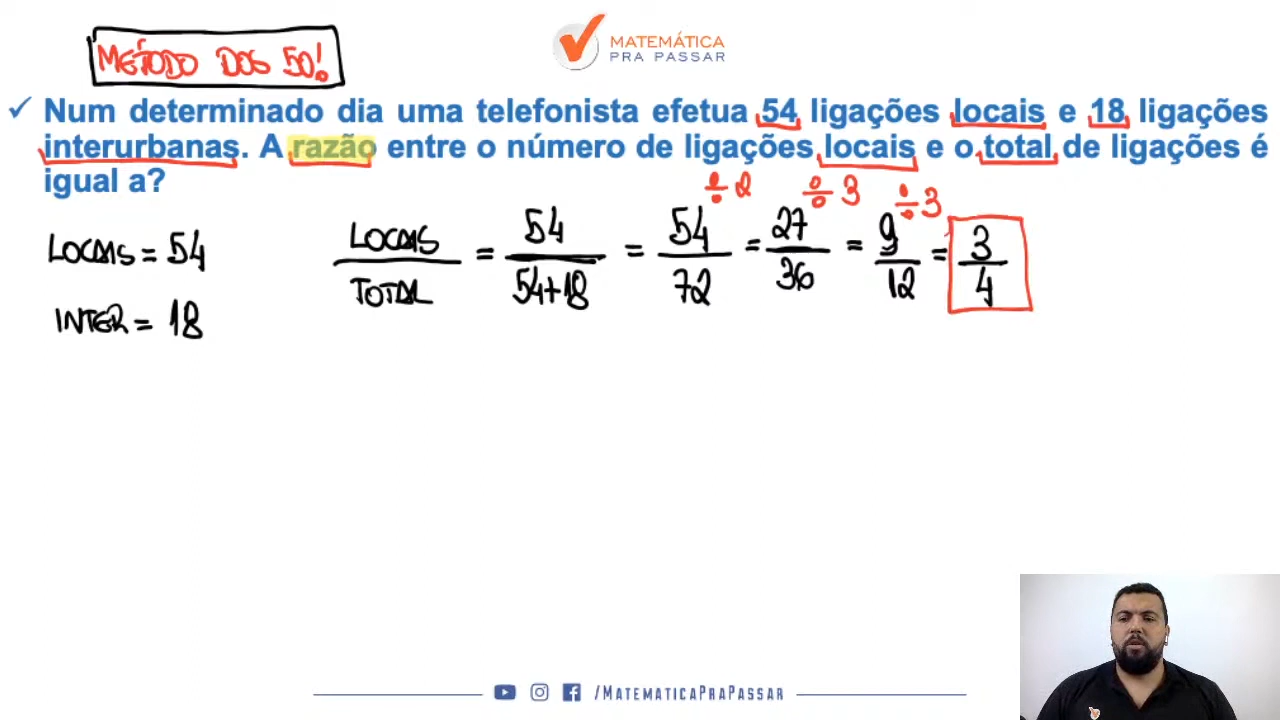 MÉTODO DOS 50!
MATEMÁTICA
PRA PASSAR
✓ Num determinado dia uma telefonista efetua 54 ligações locais e 18 ligações
interurbanas. A razão entre o número de ligações locais e o total de ligações é
igual a?
÷ 2 ÷ 3 ÷ 3
LOCAIS = 54
LOCAIS/TOTAL = 54/54+18 = 54/72 = 27/36 = 9/12 = 3/4
INTER = 18
/MATEMATICAPRAPASSAR